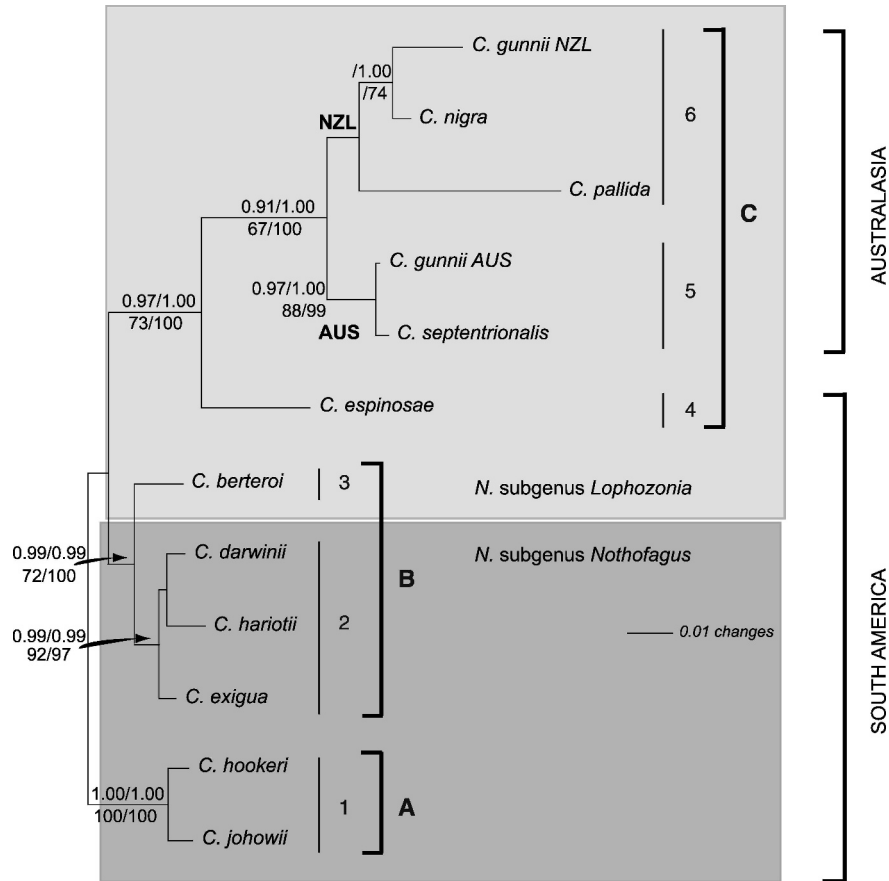 C. gunnii NZL
/1.00
/74
C. nigra
6
NZL
C. pallida
C
AUSTRALASIA
0.91/1.00
67/100
C. gunnii AUS
5
0.97/1.00
88/99
AUS
C. septentrionalis
0.97/1.00
73/100
C. espinosae
4
C. berteroi
3
N. subgenus Lophozonia
0.99/0.99
72/100
C. darwinii
N. subgenus Nothofagus
B
C. hariotii
2
0.01 changes
0.99/0.99
92/97
C. exigua
SOUTH AMERICA
C. hookeri
1.00/1.00
100/100
1
A
C. johowii